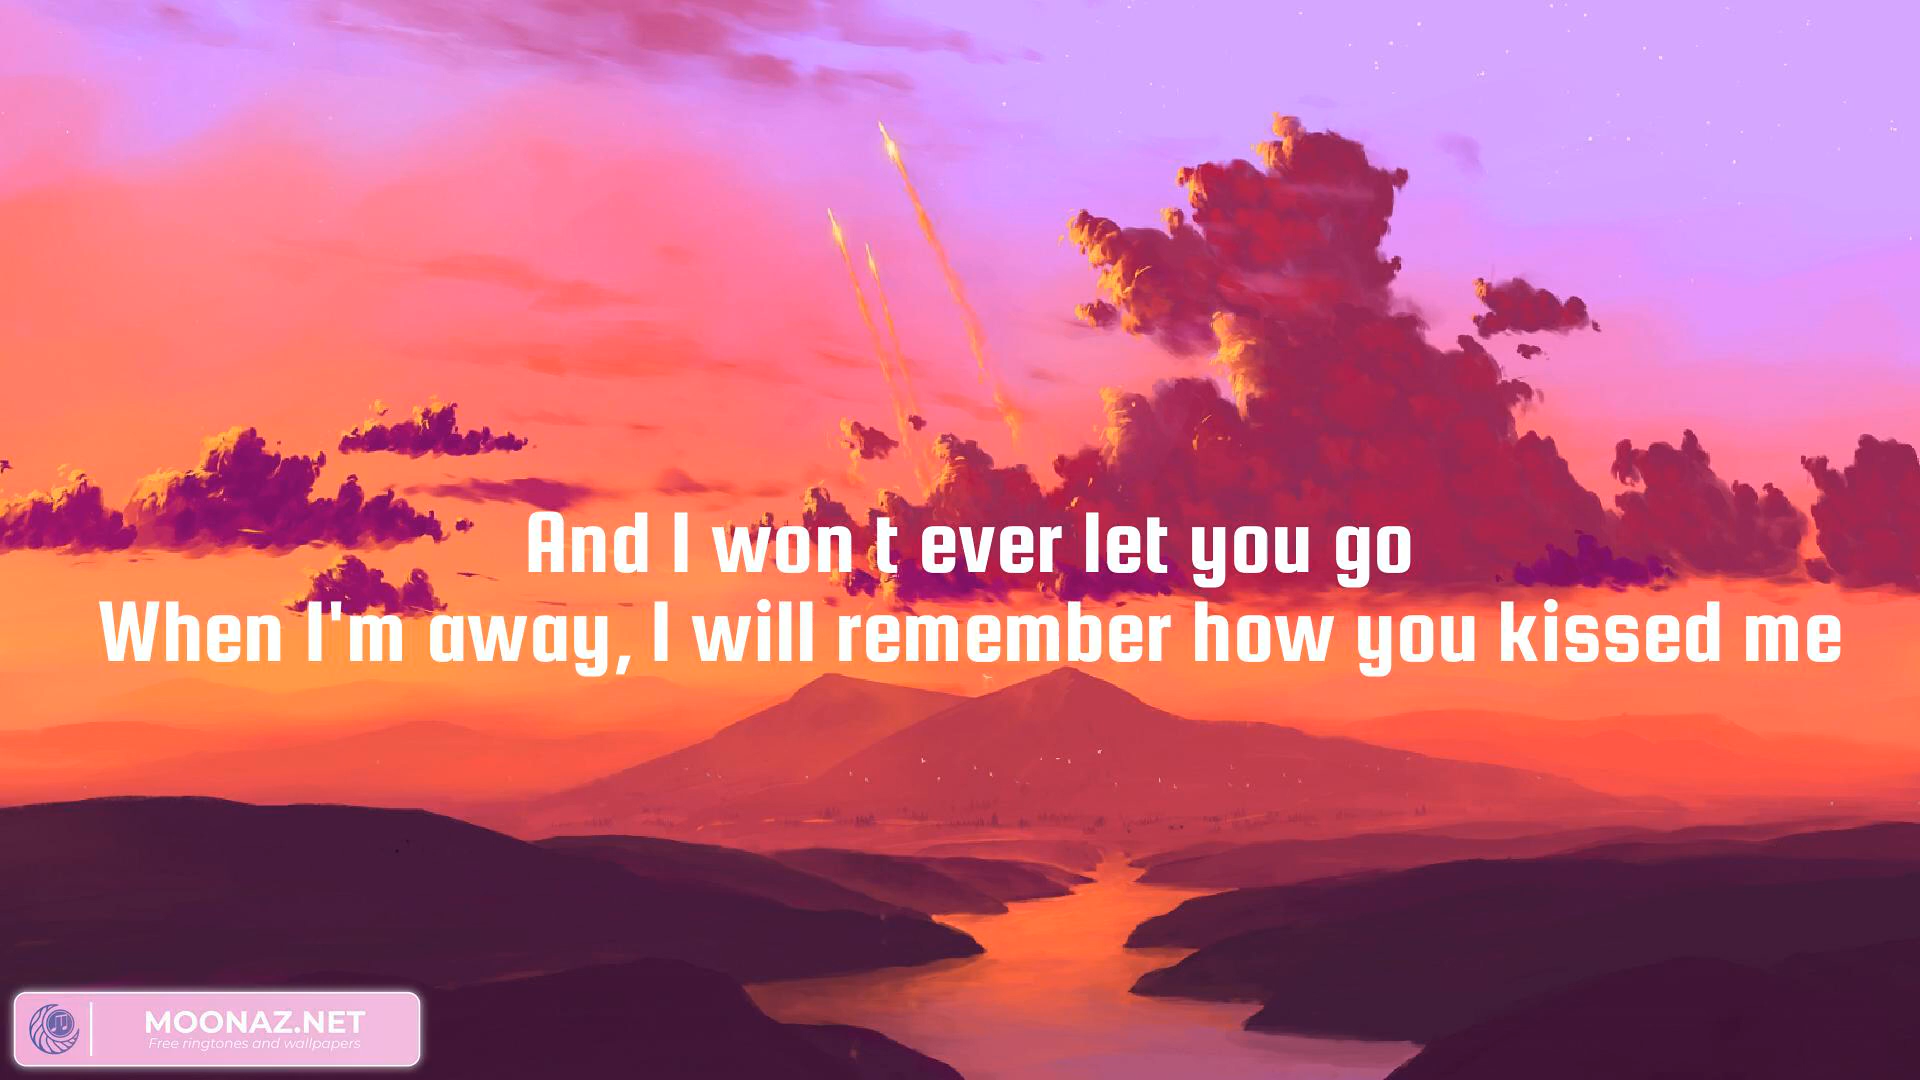 And I won t ever let you go
When I'm away, I will remember how you kissed me
MOONAZ.NET
Free ringtones and wallpapers